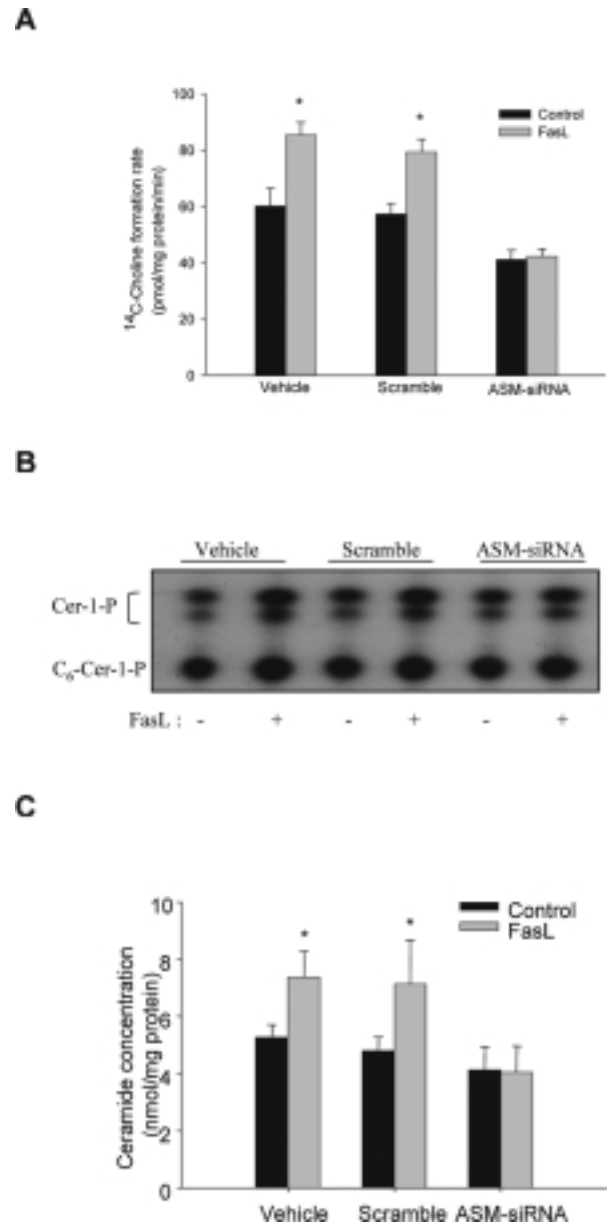 A
100
80
60
40
20
0
¹⁴C-Choline formation rate
(pmol/mg protein/min)
*
*
Control
FasL
Vehicle
Scramble
ASM-siRNA
B
Vehicle
Scramble
ASM-siRNA
Cer-1-P
C₆-Cer-1-P
FasL : - + - + - +
C
10
8
6
4
2
0
Ceramide concentration
(nmol/mg protein)
*
*
Control
FasL
Vehicle
Scramble
ASM-siRNA